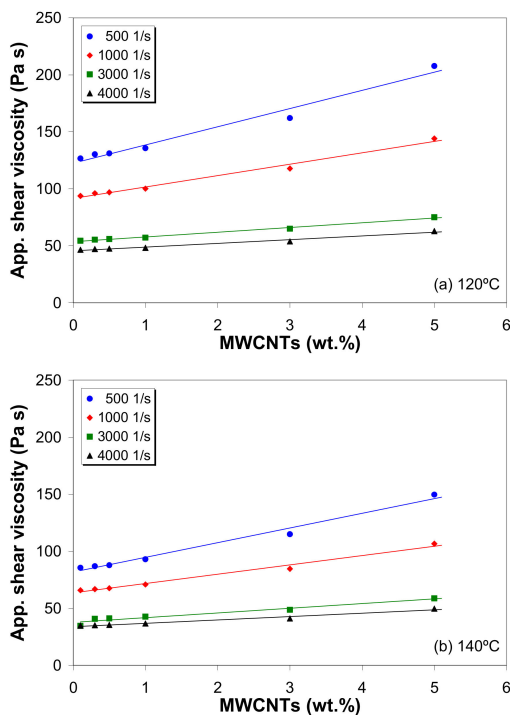 250
200
150
100
50
0
App. shear viscosity (Pa s)
500 1/s
1000 1/s
3000 1/s
4000 1/s
(a) 120ºC
0 1 2 3 4 5 6
MWCNTs (wt.%)
250
200
150
100
50
0
App. shear viscosity (Pa s)
500 1/s
1000 1/s
3000 1/s
4000 1/s
(b) 140ºC
0 1 2 3 4 5 6
MWCNTs (wt.%)